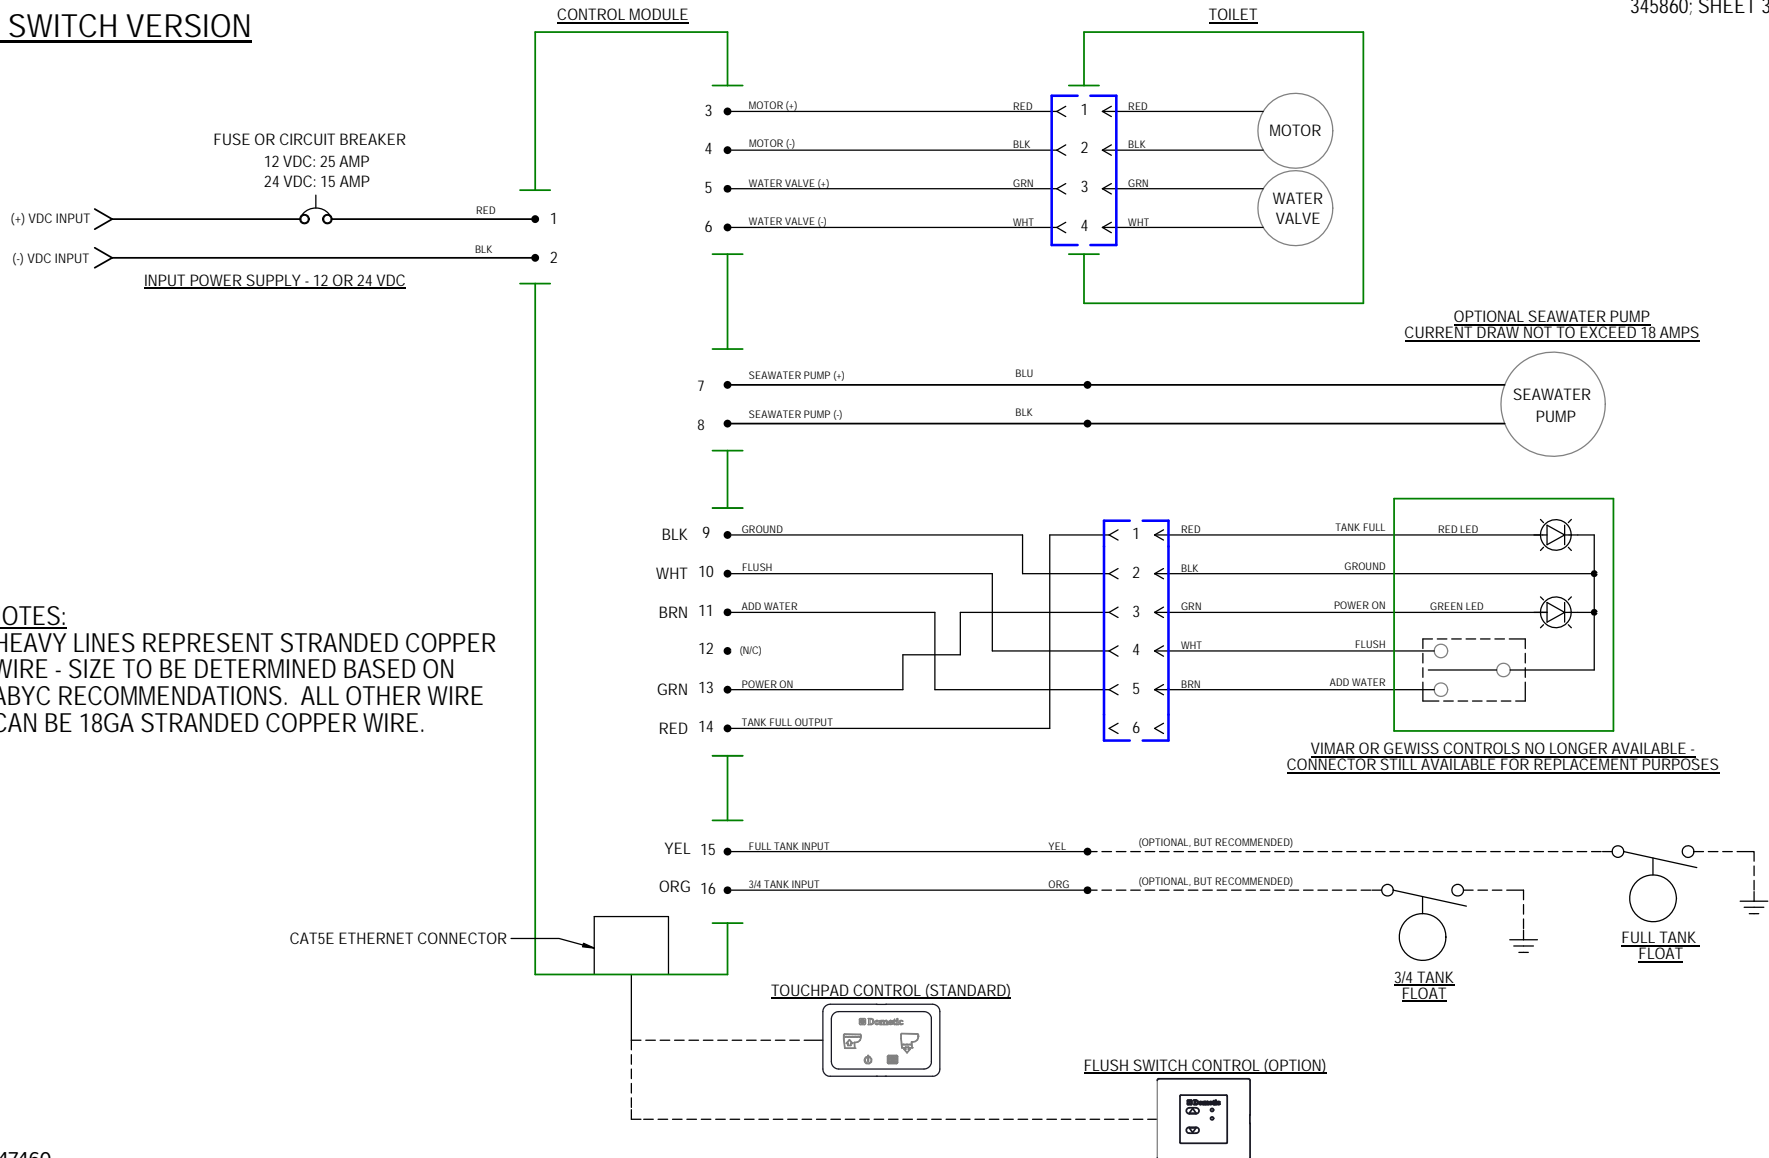 SWITCH VERSION
CONTROL MODULE
TOILET
345860; SHEET 3
3
MOTOR (+)
RED
1
RED
MOTOR
4
MOTOR (-)
BLK
2
BLK
5
WATER VALVE (+)
GRN
3
GRN
WATER
VALVE
6
WATER VALVE (-)
WHT
4
WHT
FUSE OR CIRCUIT BREAKER
12 VDC: 25 AMP
24 VDC: 15 AMP
(+) VDC INPUT
RED
1
(-) VDC INPUT
BLK
2
INPUT POWER SUPPLY - 12 OR 24 VDC
OPTIONAL SEAWATER PUMP
CURRENT DRAW NOT TO EXCEED 18 AMPS
7
SEAWATER PUMP (+)
BLU
8
SEAWATER PUMP (-)
BLK
SEAWATER
PUMP
BLK 9 GROUND
WHT 10 FLUSH
BRN 11 ADD WATER
12 (N/C)
GRN 13 POWER ON
RED 14 TANK FULL OUTPUT
1 RED TANK FULL RED LED
2 BLK GROUND
3 GRN POWER ON GREEN LED
4 WHT FLUSH
5 BRN ADD WATER
6
VIMAR OR GEWISS CONTROLS NO LONGER AVAILABLE -
CONNECTOR STILL AVAILABLE FOR REPLACEMENT PURPOSES
OTES:
HEAVY LINES REPRESENT STRANDED COPPER
WIRE - SIZE TO BE DETERMINED BASED ON
ABYC RECOMMENDATIONS. ALL OTHER WIRE
CAN BE 18GA STRANDED COPPER WIRE.
YEL 15 FULL TANK INPUT YEL (OPTIONAL, BUT RECOMMENDED)
ORG 16 3/4 TANK INPUT ORG (OPTIONAL, BUT RECOMMENDED)
FULL TANK
FLOAT
3/4 TANK
FLOAT
CAT5E ETHERNET CONNECTOR
TOUCHPAD CONTROL (STANDARD)
Dometic
FLUSH SWITCH CONTROL (OPTION)
Dometic
47460